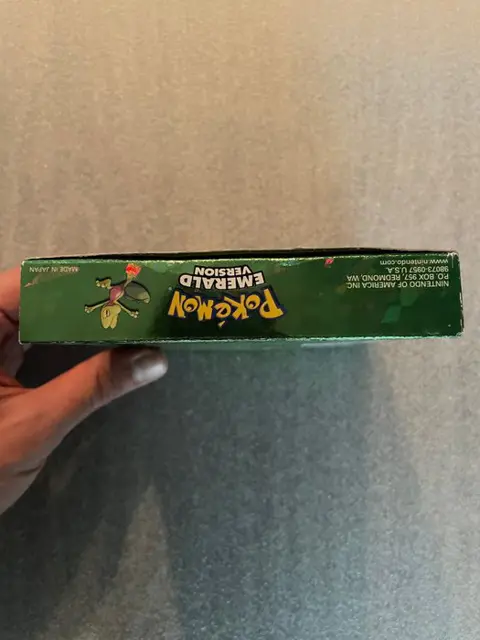 NINTENDO OF AMERICA INC.
P.O. BOX 957, REDMOND, WA
98073-0957 U.S.A.
www.nintendo.com
POKéMON
EMERALD
VERSION
MADE IN JAPAN